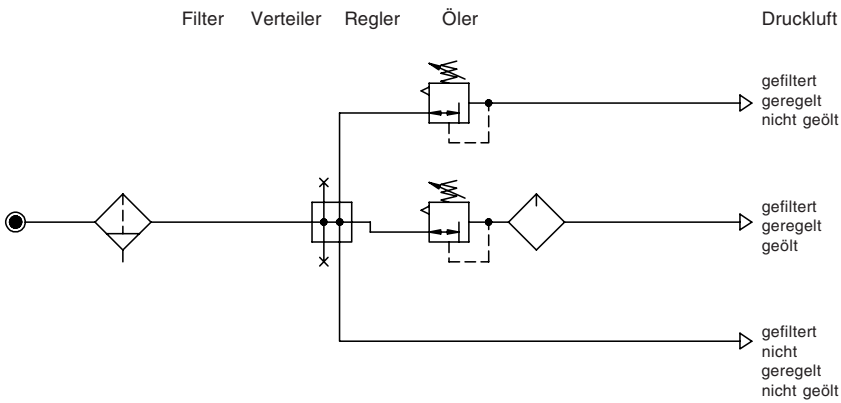 Filter Verteiler Regler Öler Druckluft
gefiltert
geregelt
nicht geölt
gefiltert
geregelt
geölt
gefiltert
nicht
geregelt
nicht geölt